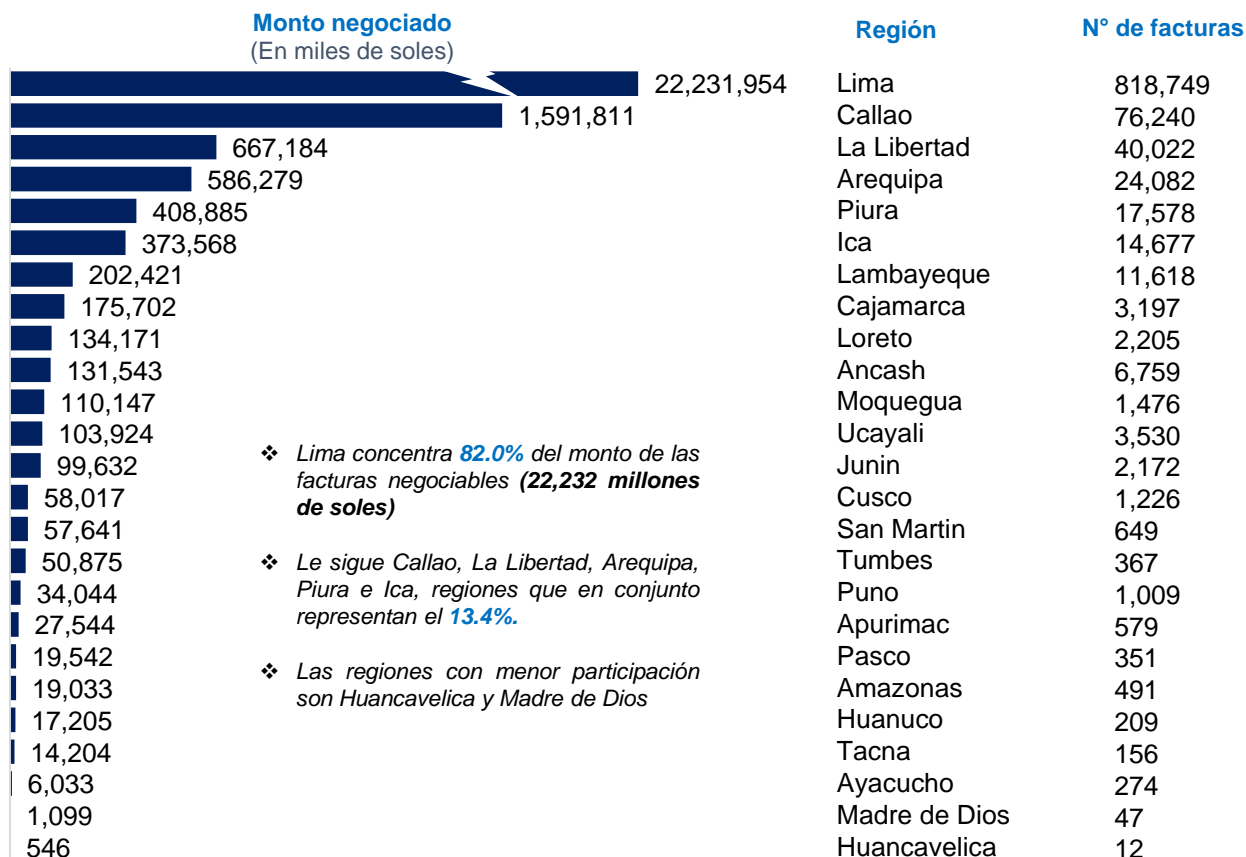 Monto negociado Región N° de facturas
(En miles de soles)
22,231,954 Lima 818,749
1,591,811 Callao 76,240
667,184 La Libertad 40,022
586,279 Arequipa 24,082
408,885 Piura 17,578
373,568 Ica 14,677
202,421 Lambayeque 11,618
175,702 Cajamarca 3,197
134,171 Loreto 2,205
131,543 Ancash 6,759
110,147 Moquegua 1,476
103,924 Ucayali 3,530
99,632 Junin 2,172
58,017 Cusco 1,226
57,641 San Martin 649
50,875 Tumbes 367
34,044 Puno 1,009
27,544 Apurimac 579
19,542 Pasco 351
19,033 Amazonas 491
17,205 Huanuco 209
14,204 Tacna 156
6,033 Ayacucho 274
1,099 Madre de Dios 47
546 Huancavelica 12
❖ Lima concentra 82.0% del monto de las
facturas negociables (22,232 millones
de soles)
❖ Le sigue Callao, La Libertad, Arequipa,
Piura e Ica, regiones que en conjunto
representan el 13.4%.
❖ Las regiones con menor participación
son Huancavelica y Madre de Dios